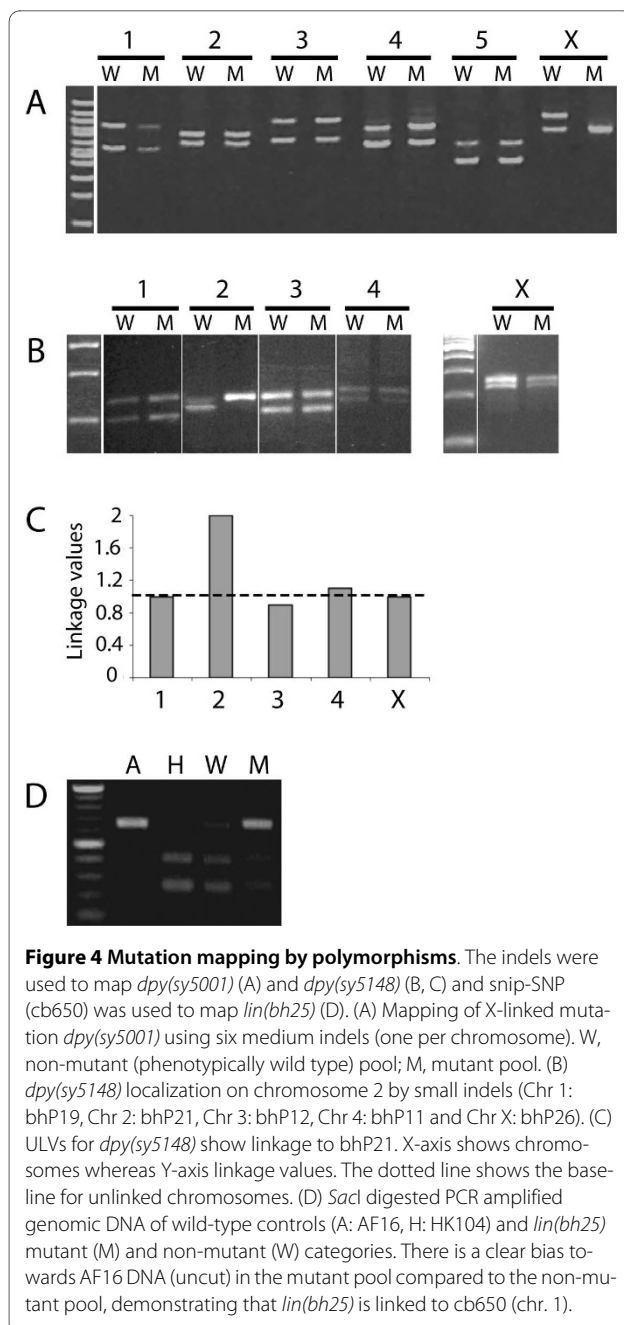 1 2 3 4 5 X
W M W M W M W M W M W M
A
1 2 3 4 X
W M W M W M W M W M
B
C
Linkage values
2
1.6
1.2
0.8
0.4
0
1 2 3 4 X
A H W M
D
Figure 4 Mutation mapping by polymorphisms. The indels were
used to map dpy(sy5001) (A) and dpy(sy5148) (B, C) and snip-SNP
(cb650) was used to map lin(bh25) (D). (A) Mapping of X-linked muta-
tion dpy(sy5001) using six medium indels (one per chromosome). W,
non-mutant (phenotypically wild type) pool; M, mutant pool. (B)
dpy(sy5148) localization on chromosome 2 by small indels (Chr 1:
bhP19, Chr 2: bhP21, Chr 3: bhP12, Chr 4: bhP11 and Chr X: bhP26). (C)
ULVs for dpy(sy5148) show linkage to bhP21. X-axis shows chromo-
somes whereas Y-axis linkage values. The dotted line shows the base-
line for unlinked chromosomes. (D) SacI digested PCR amplified
genomic DNA of wild-type controls (A: AF16, H: HK104) and lin(bh25)
mutant (M) and non-mutant (W) categories. There is a clear bias to-
wards AF16 DNA (uncut) in the mutant pool compared to the non-mu-
tant pool, demonstrating that lin(bh25) is linked to cb650 (chr. 1).